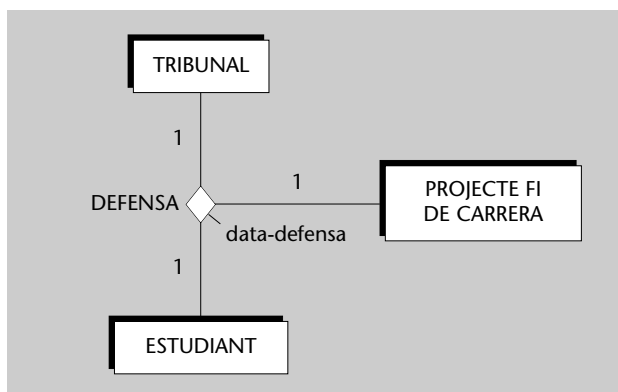 TRIBUNAL
1
1
PROJECTE FI
DE CARRERA
DEFENSA
data-defensa
1
ESTUDIANT